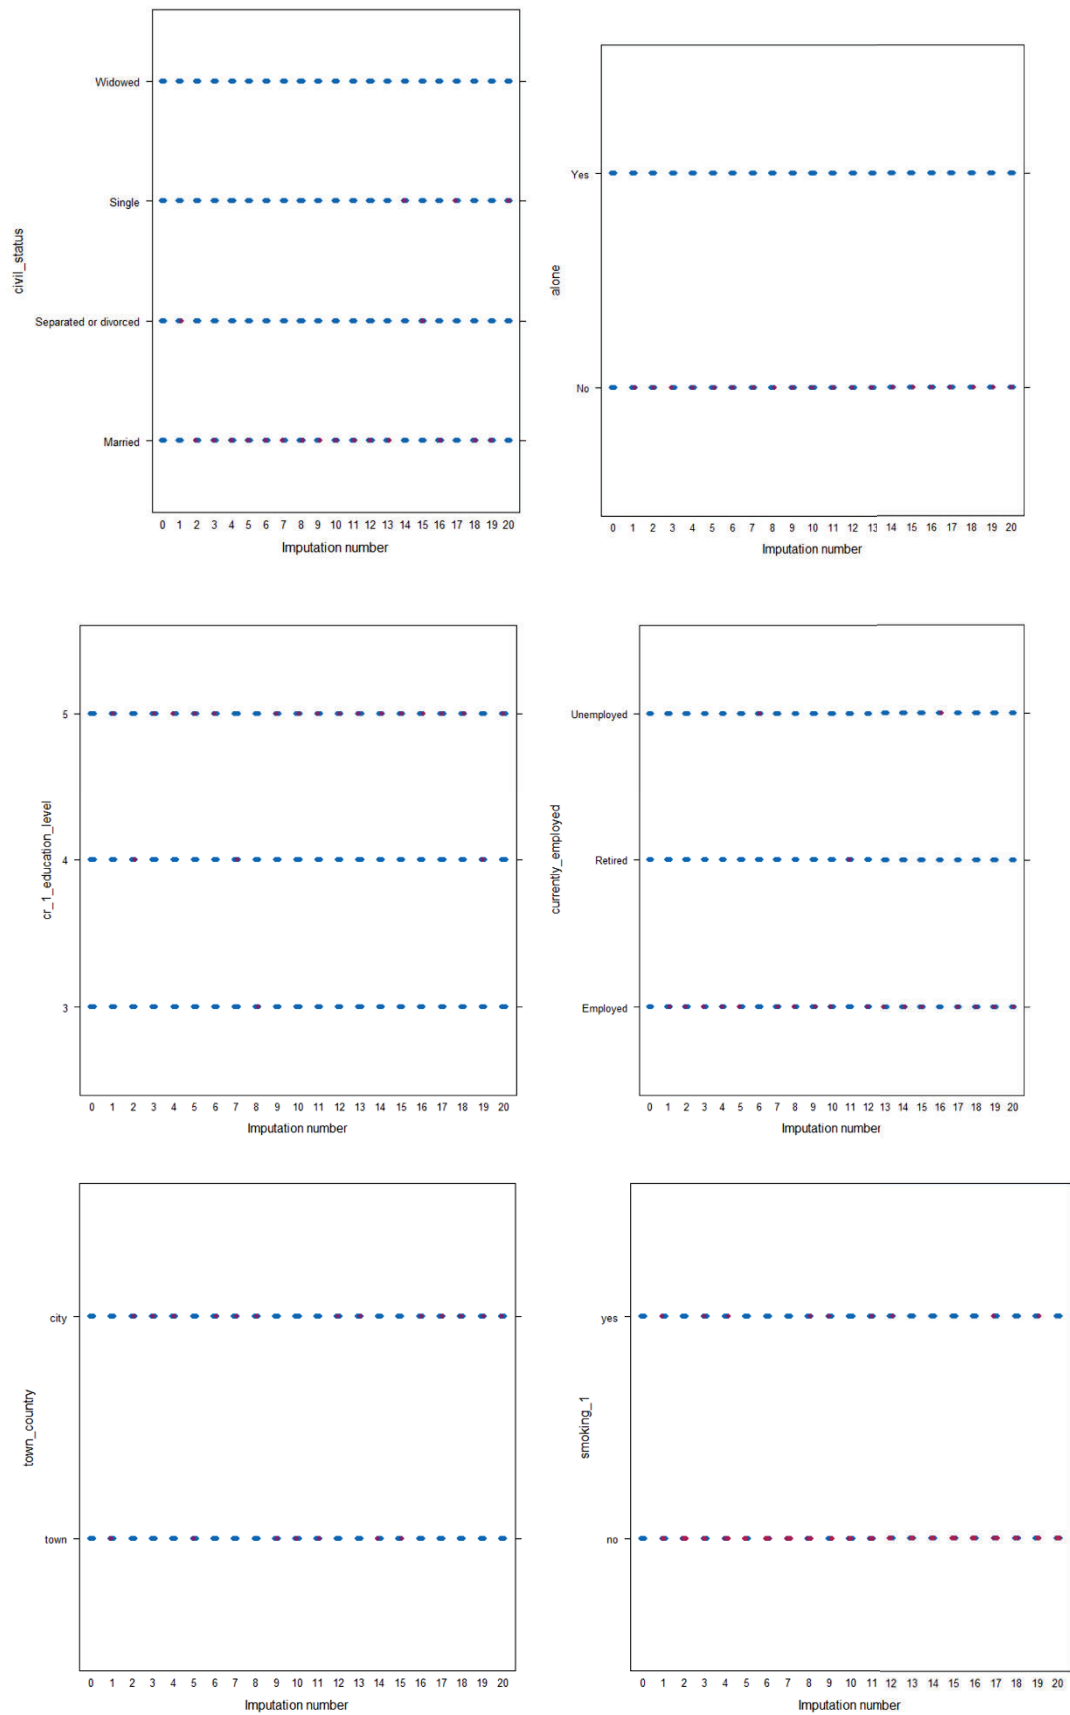 civil_status
Widowed
Single
Separated or divorced
Married
0 1 2 3 4 5 6 7 8 9 10 11 12 13 14 15 16 17 18 19 20
Imputation number
alone
Yes
No
0 1 2 3 4 5 6 7 8 9 10 11 12 13 14 15 16 17 18 19 20
Imputation number
cr_1_education_level
5
4
3
0 1 2 3 4 5 6 7 8 9 10 11 12 13 14 15 16 17 18 19 20
Imputation number
currently_employed
Unemployed
Retired
Employed
0 1 2 3 4 5 6 7 8 9 10 11 12 13 14 15 16 17 18 19 20
Imputation number
town_country
city
town
0 1 2 3 4 5 6 7 8 9 10 11 12 13 14 15 16 17 18 19 20
Imputation number
smoking_1
yes
no
0 1 2 3 4 5 6 7 8 9 10 11 12 13 14 15 16 17 18 19 20
Imputation number